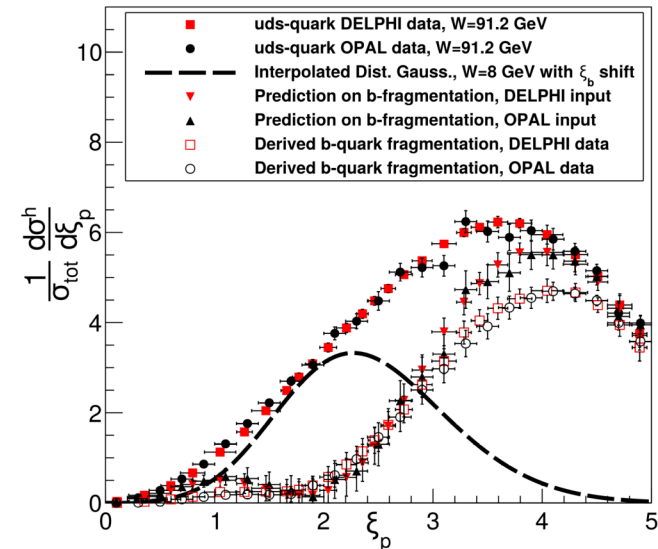 10
8
6
4
2
0
uds-quark DELPHI data, W=91.2 GeV
uds-quark OPAL data, W=91.2 GeV
Interpolated Dist. Gauss., W=8 GeV with ξb shift
Prediction on b-fragmentation, DELPHI input
Prediction on b-fragmentation, OPAL input
Derived b-quark fragmentation, DELPHI data
Derived b-quark fragmentation, OPAL data
1/σtot dσ^h/dξp
0 1 2 3 4 5
ξp